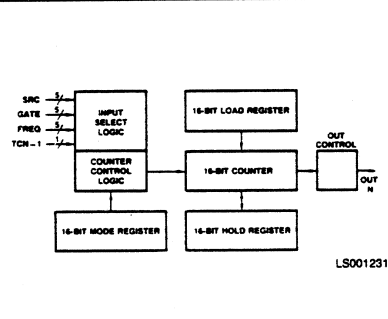 SRC 5
GATE 5
FREQ 5
TCN-1 1
INPUT
SELECT
LOGIC
COUNTER
CONTROL
LOGIC
16-BIT MODE REGISTER
16-BIT LOAD REGISTER
16-BIT COUNTER
16-BIT HOLD REGISTER
OUT
CONTROL
OUT
N
LS001231